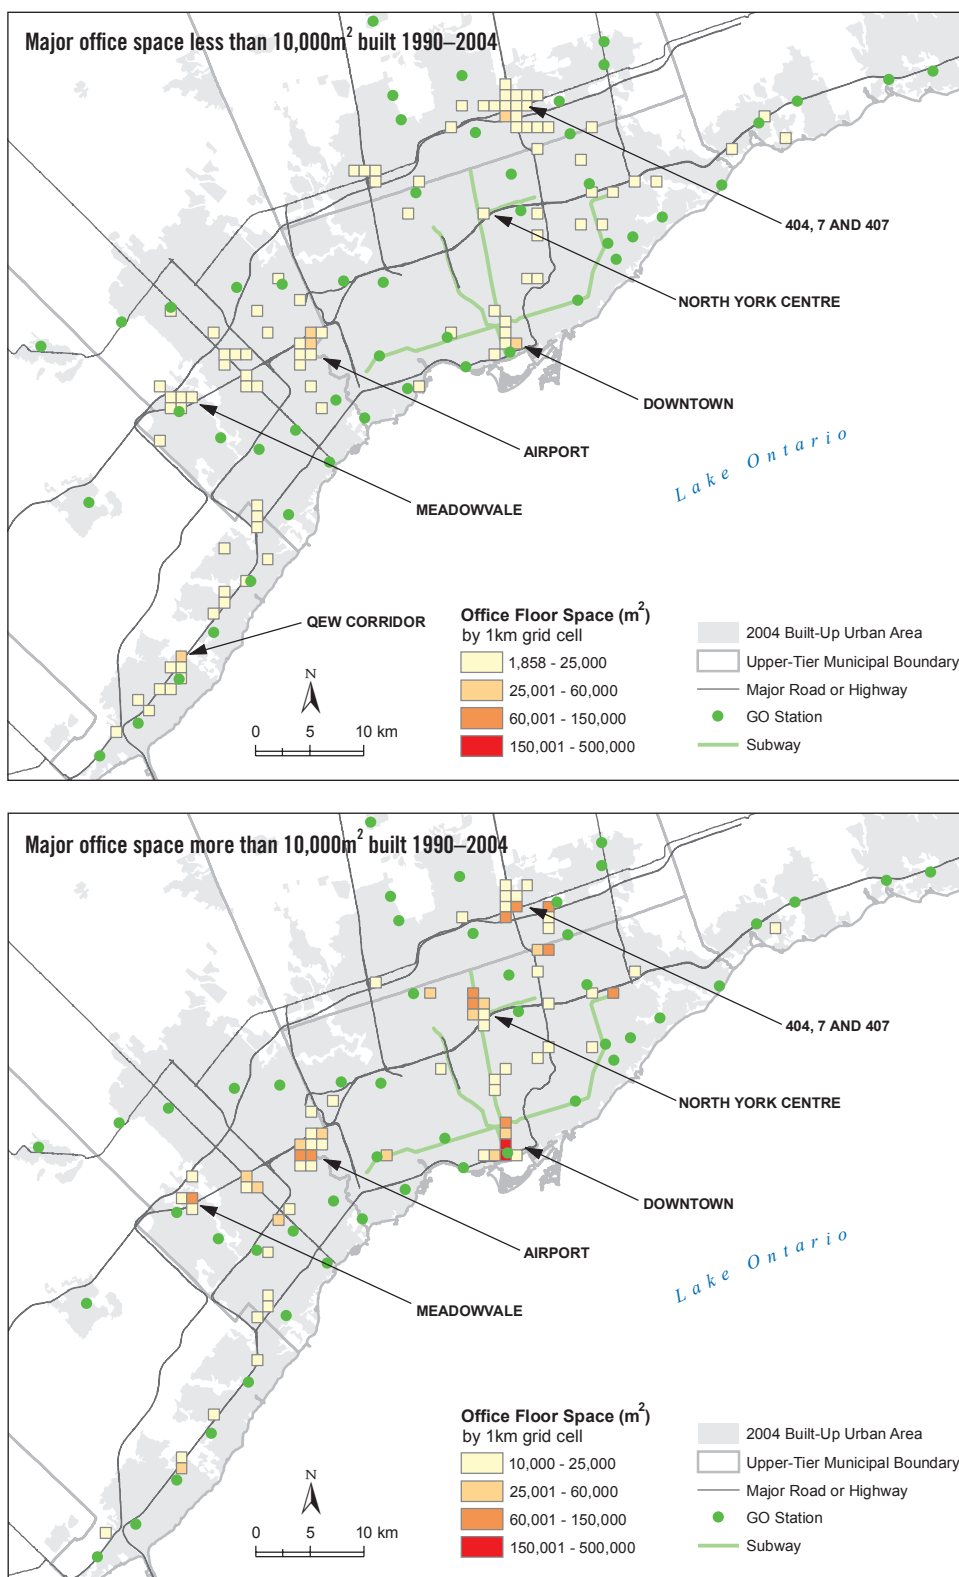 Major office space less than 10,000m² built 1990–2004
404, 7 AND 407
NORTH YORK CENTRE
DOWNTOWN
AIRPORT
Lake Ontario
MEADOWVALE
QEW CORRIDOR
N
0 5 10 km
Office Floor Space (m²)
by 1km grid cell
1,858 - 25,000
25,001 - 60,000
60,001 - 150,000
150,001 - 500,000
2004 Built-Up Urban Area
Upper-Tier Municipal Boundary
Major Road or Highway
GO Station
Subway
Major office space more than 10,000m² built 1990–2004
404, 7 AND 407
NORTH YORK CENTRE
DOWNTOWN
AIRPORT
Lake Ontario
MEADOWVALE
N
0 5 10 km
Office Floor Space (m²)
by 1km grid cell
10,000 - 25,000
25,001 - 60,000
60,001 - 150,000
150,001 - 500,000
2004 Built-Up Urban Area
Upper-Tier Municipal Boundary
Major Road or Highway
GO Station
Subway